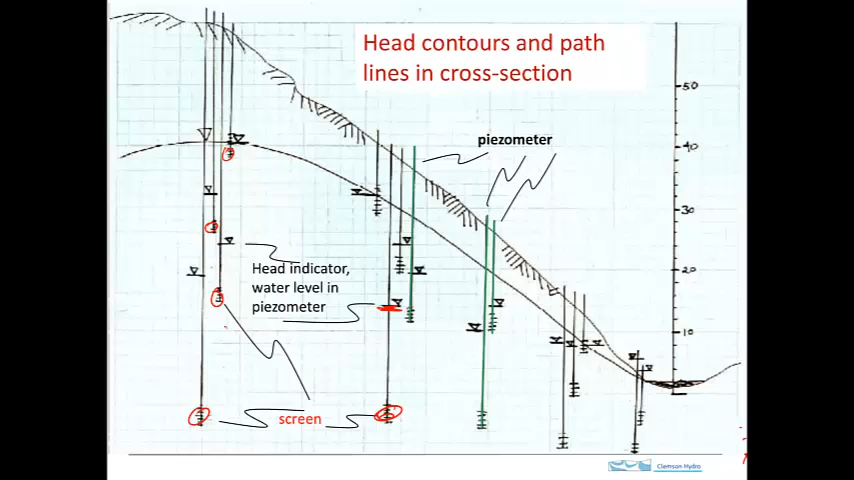 Head contours and path
lines in cross-section
50
piezometer
40
30
20
Head indicator,
water level in
piezometer
10
screen
Clemson Hydro